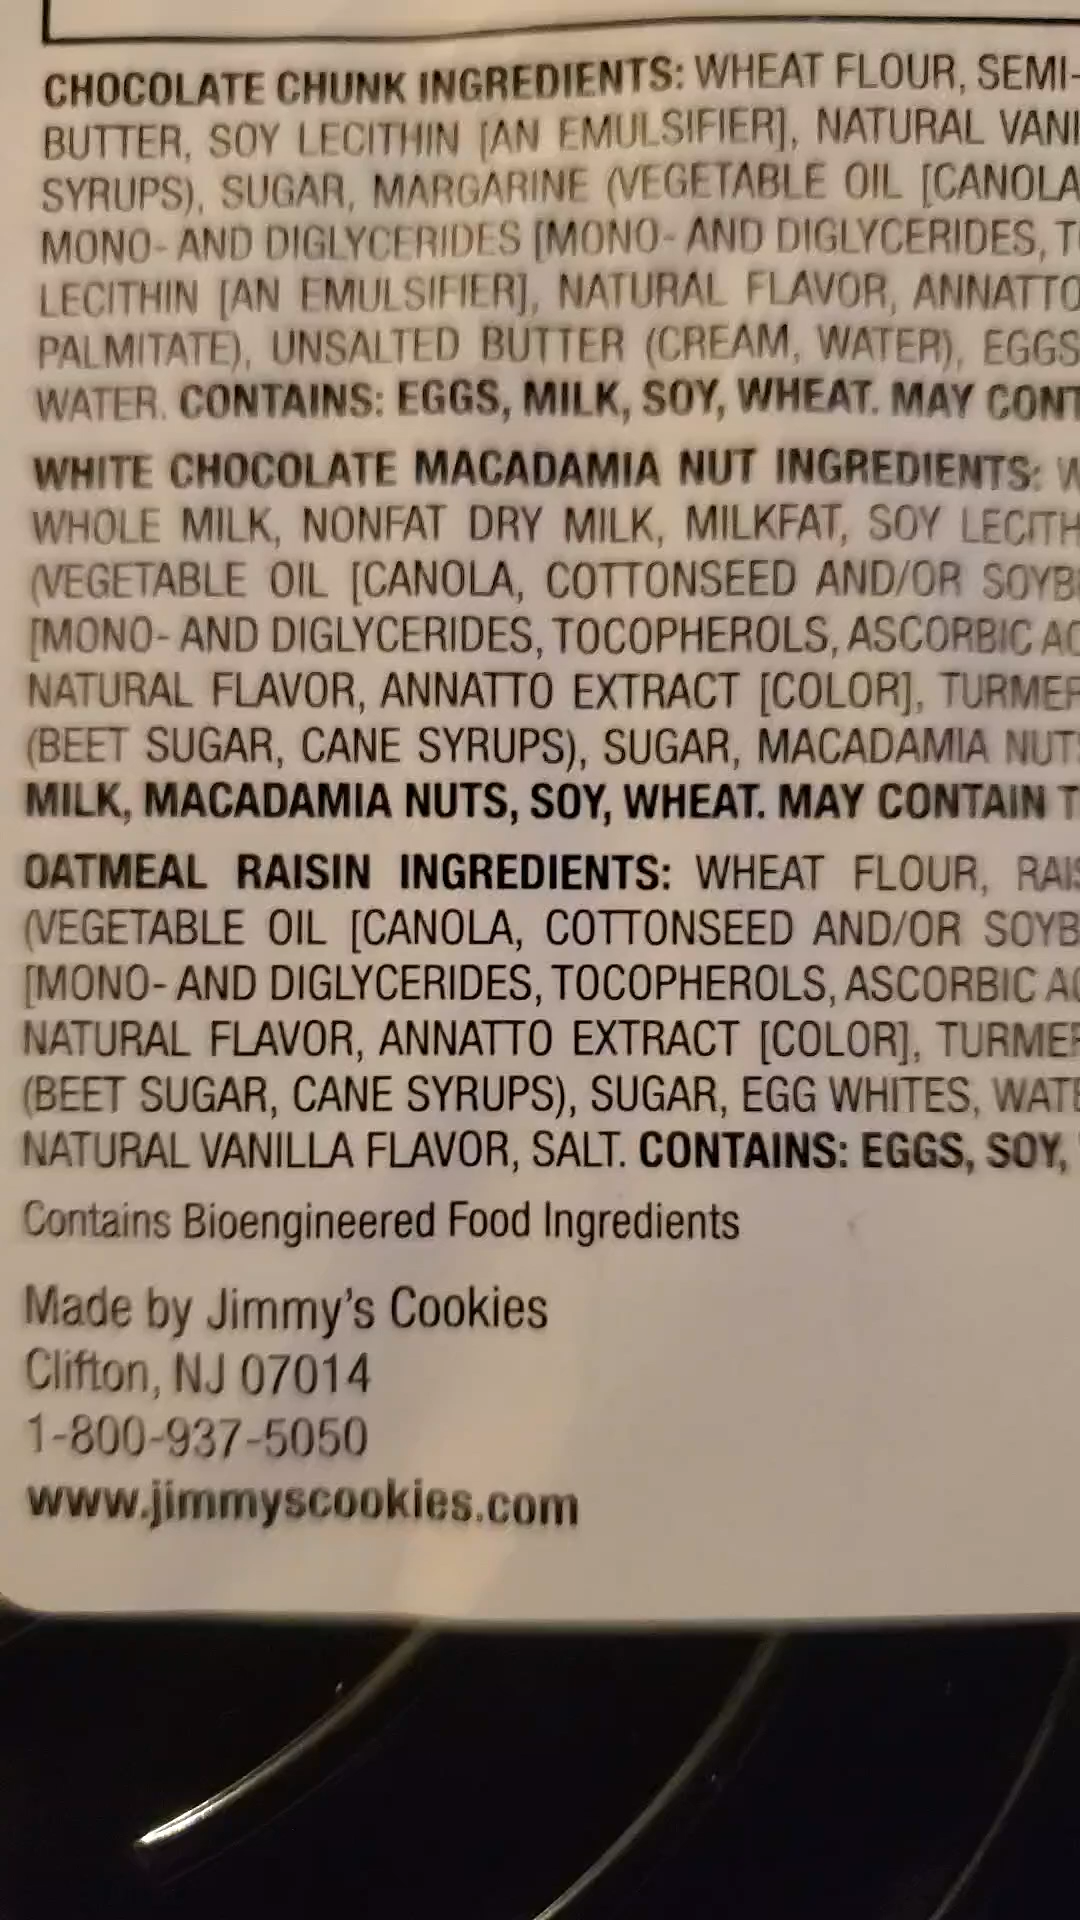 CHOCOLATE CHUNK INGREDIENTS: WHEAT FLOUR, SEMI-
BUTTER, SOY LECITHIN [AN EMULSIFIER], NATURAL VANI
SYRUPS), SUGAR, MARGARINE (VEGETABLE OIL [CANOLA
MONO- AND DIGLYCERIDES [MONO- AND DIGLYCERIDES, T
LECITHIN [AN EMULSIFIER], NATURAL FLAVOR, ANNATTO
PALMITATE), UNSALTED BUTTER (CREAM, WATER), EGGS
WATER. CONTAINS: EGGS, MILK, SOY, WHEAT. MAY CONT
WHITE CHOCOLATE MACADAMIA NUT INGREDIENTS: W
WHOLE MILK, NONFAT DRY MILK, MILKFAT, SOY LECITH
(VEGETABLE OIL [CANOLA, COTTONSEED AND/OR SOYB
[MONO- AND DIGLYCERIDES, TOCOPHEROLS, ASCORBIC AC
NATURAL FLAVOR, ANNATTO EXTRACT [COLOR], TURMER
(BEET SUGAR, CANE SYRUPS), SUGAR, MACADAMIA NUTS
MILK, MACADAMIA NUTS, SOY, WHEAT. MAY CONTAIN T
OATMEAL RAISIN INGREDIENTS: WHEAT FLOUR, RAIS
(VEGETABLE OIL [CANOLA, COTTONSEED AND/OR SOYB
[MONO- AND DIGLYCERIDES, TOCOPHEROLS, ASCORBIC AC
NATURAL FLAVOR, ANNATTO EXTRACT [COLOR], TURMER
(BEET SUGAR, CANE SYRUPS), SUGAR, EGG WHITES, WATE
NATURAL VANILLA FLAVOR, SALT. CONTAINS: EGGS, SOY,
Contains Bioengineered Food Ingredients
Made by Jimmy's Cookies
Clifton, NJ 07014
1-800-937-5050
www.jimmyscookies.com